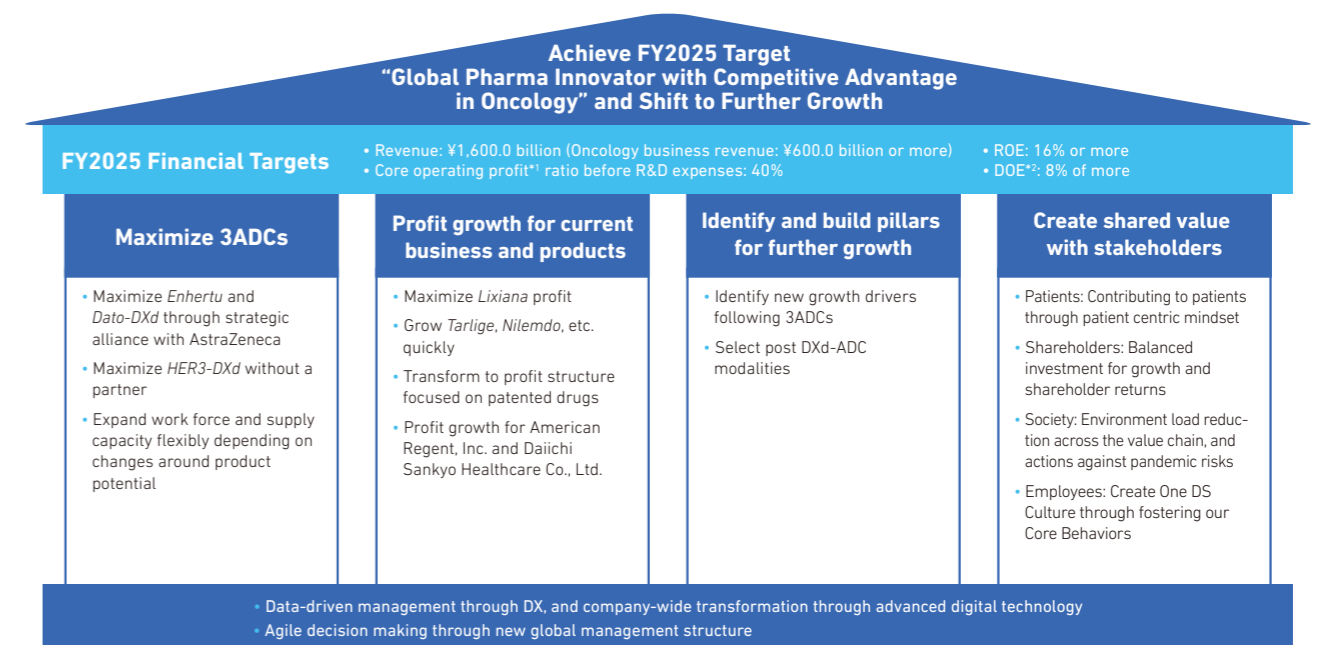 Achieve FY2025 Target
“Global Pharma Innovator with Competitive Advantage
in Oncology” and Shift to Further Growth
FY2025 Financial Targets
• Revenue: ¥1,600.0 billion (Oncology business revenue: ¥600.0 billion or more)
• Core operating profit*1 ratio before R&D expenses: 40%
• ROE: 16% or more
• DOE*2: 8% of more
Maximize 3ADCs
• Maximize Enhertu and
Dato-DXd through strategic
alliance with AstraZeneca
• Maximize HER3-DXd without a
partner
• Expand work force and supply
capacity flexibly depending on
changes around product
potential
Profit growth for current
business and products
• Maximize Lixiana profit
• Grow Tarlige, Nilemdo, etc.
quickly
• Transform to profit structure
focused on patented drugs
• Profit growth for American
Regent, Inc. and Daiichi
Sankyo Healthcare Co., Ltd.
Identify and build pillars
for further growth
• Identify new growth drivers
following 3ADCs
• Select post DXd-ADC
modalities
Create shared value
with stakeholders
• Patients: Contributing to patients
through patient centric mindset
• Shareholders: Balanced
investment for growth and
shareholder returns
• Society: Environment load reduc-
tion across the value chain, and
actions against pandemic risks
• Employees: Create One DS
Culture through fostering our
Core Behaviors
• Data-driven management through DX, and company-wide transformation through advanced digital technology
• Agile decision making through new global management structure